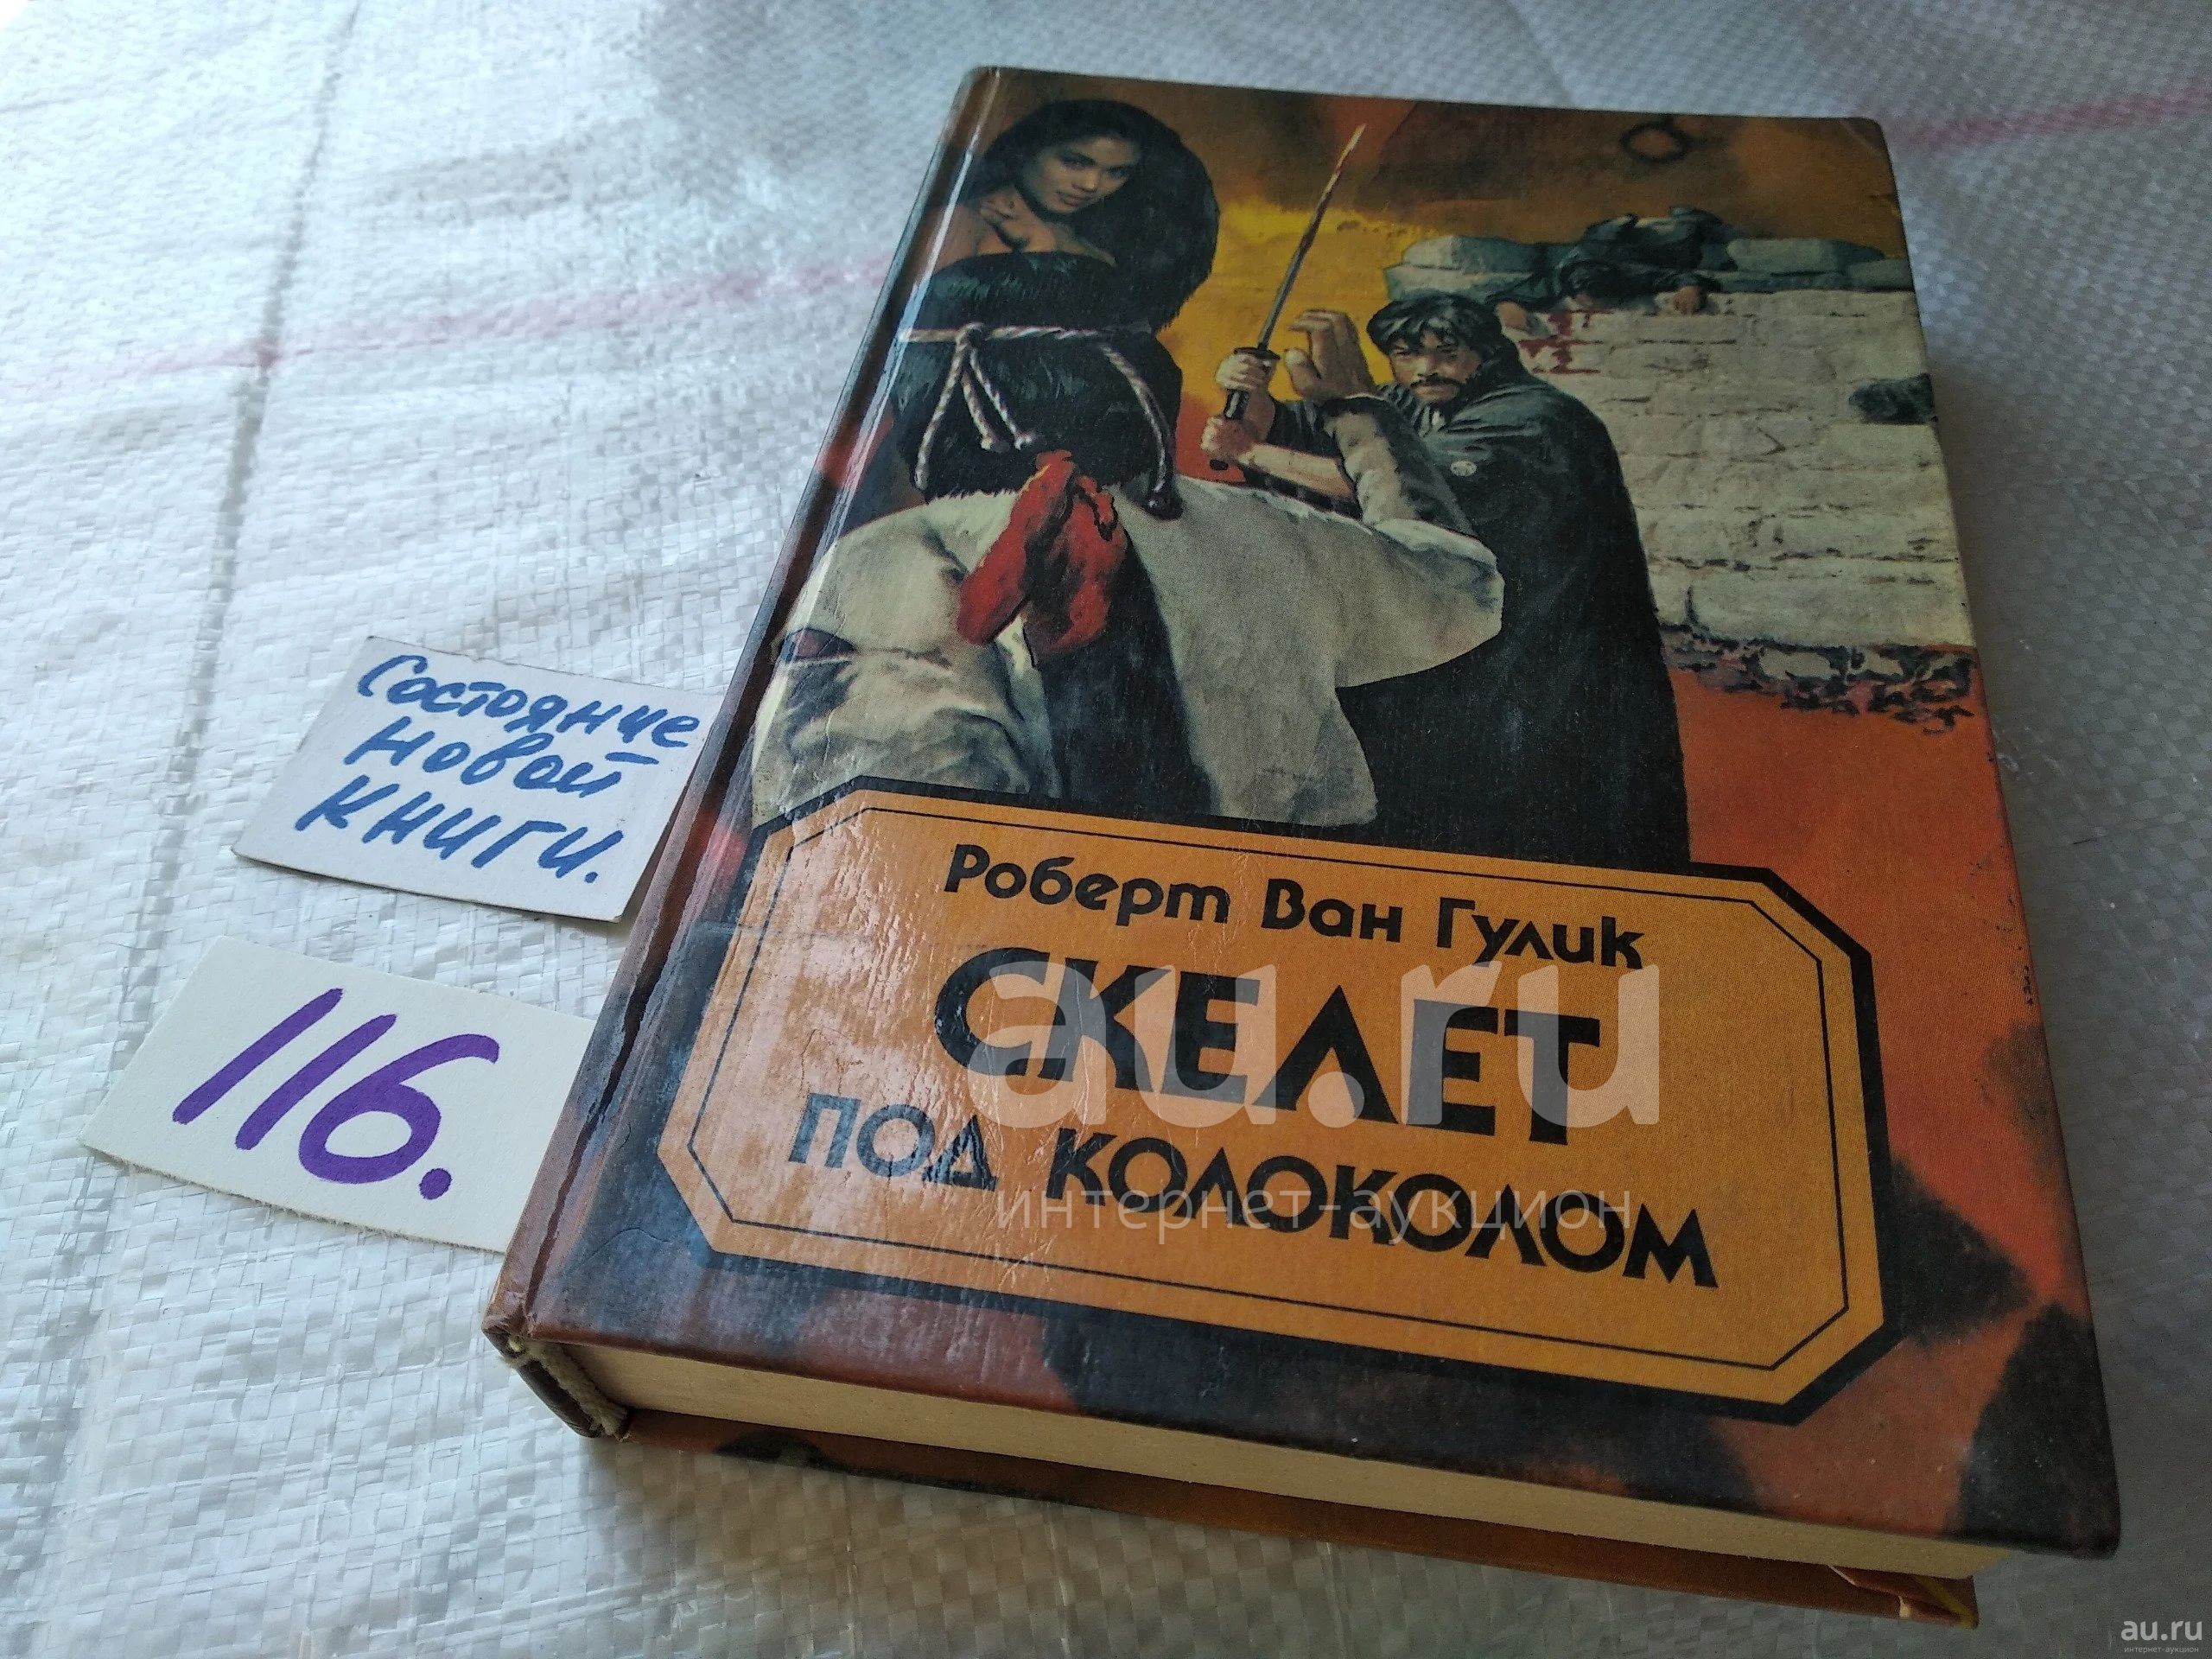 Состояние
новой
книги.
116.
Роберт Ван Гулик
СКЕЛЕТ
ПОД КОЛОКОЛОМ
au.ru
интернет-аукцион
au.ru
интернет-аукцион